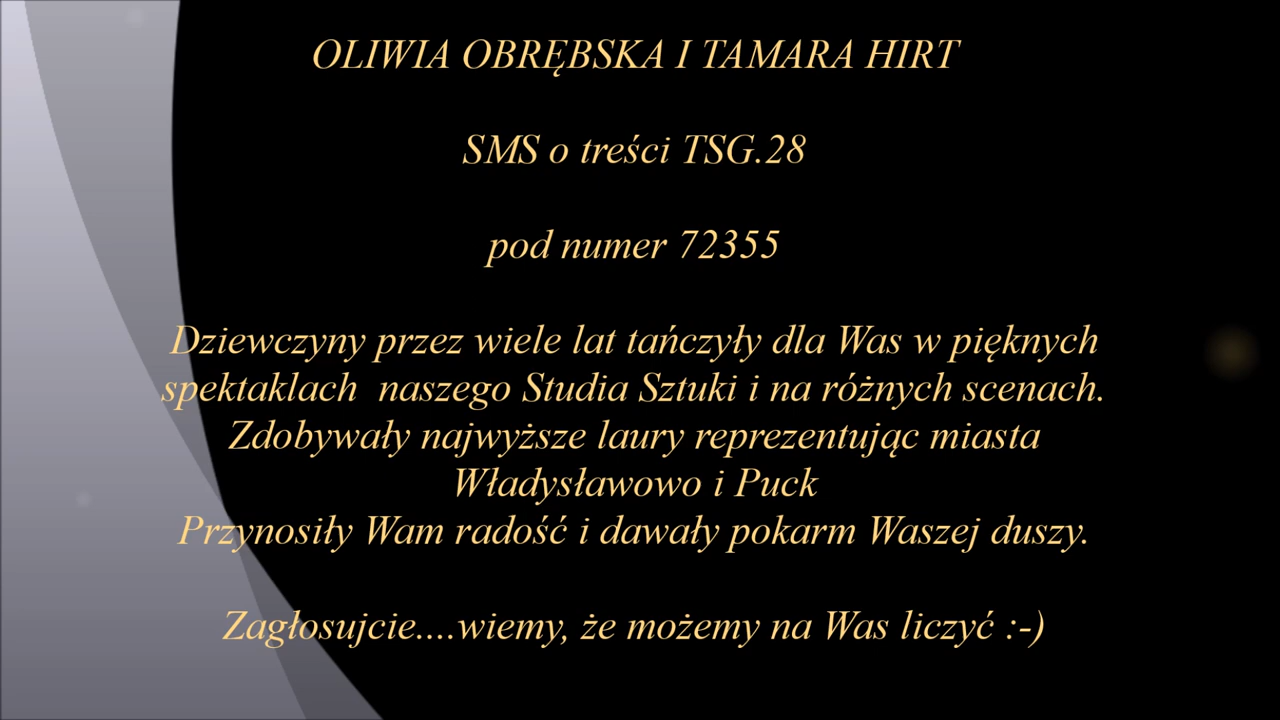 OLIWIA OBRĘBSKA I TAMARA HIRT
SMS o treści TSG.28
pod numer 72355
Dziewczyny przez wiele lat tańczyły dla Was w pięknych
spektaklach naszego Studia Sztuki i na różnych scenach.
Zdobywały najwyższe laury reprezentując miasta
Władysławowo i Puck
Przynosiły Wam radość i dawały pokarm Waszej duszy.
Zagłosujcie....wiemy, że możemy na Was liczyć :-)